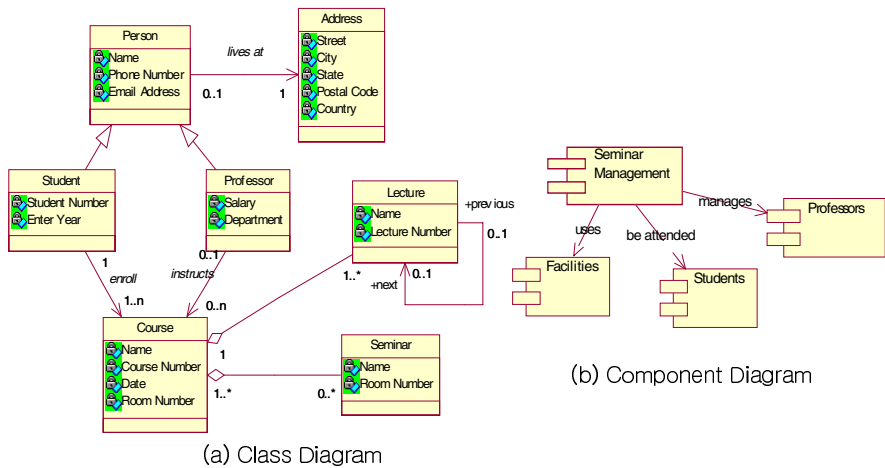 Person
Name
Phone Number
Email Address
lives at
0..1
1
Address
Street
City
State
Postal Code
Country
Student
Student Number
Enter Year
1
enroll
1..n
Professor
Salary
Department
0..1
instructs
0..n
Lecture
Name
Lecture Number
1..*
+previous
0..1
+next
0..1
Course
Name
Course Number
Date
Room Number
1
1..*
0..*
Seminar
Name
Room Number
(a) Class Diagram
Seminar
Management
manages
Professors
uses
be attended
Facilities
Students
(b) Component Diagram